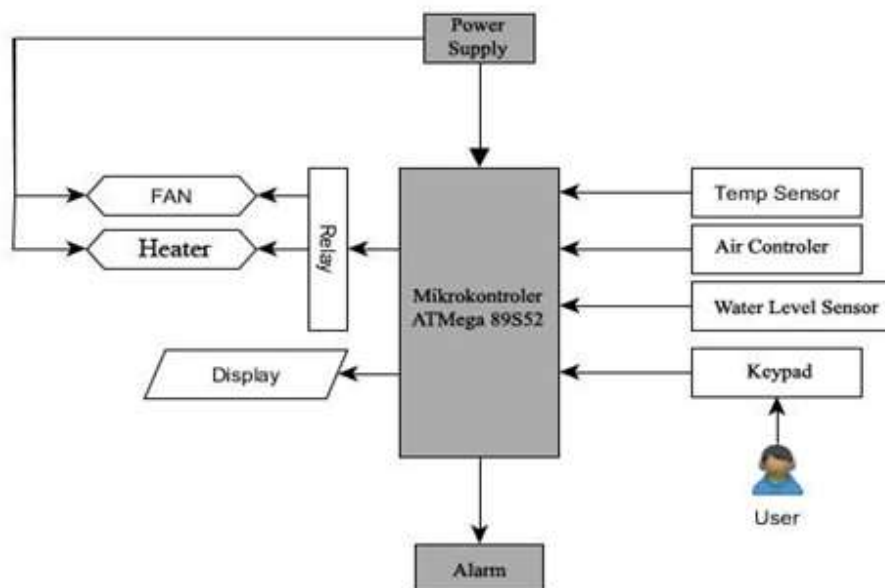 Power
Supply
FAN
Heater
Relay
Display
Mikrokontroler
ATMega 89S52
Temp Sensor
Air Controler
Water Level Sensor
Keypad
User
Alarm